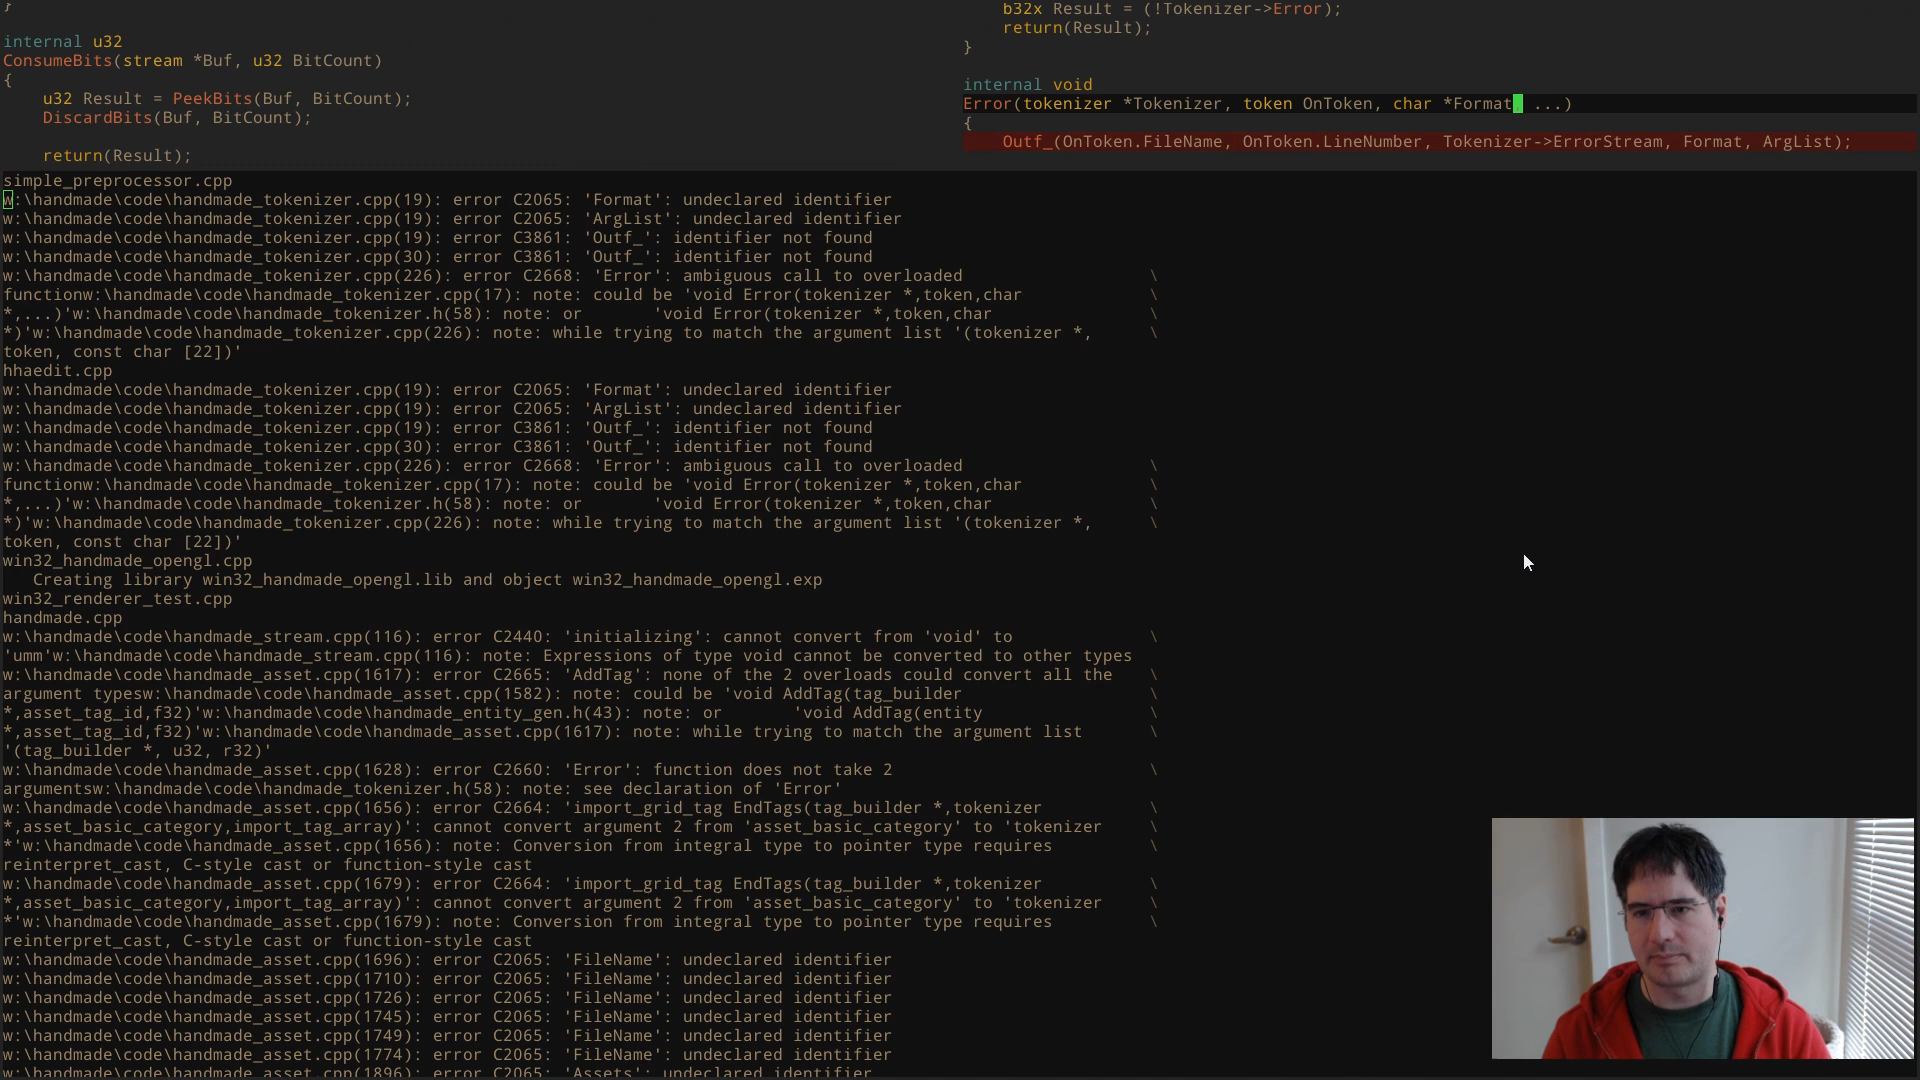 }
internal u32
ConsumeBits(stream *Buf, u32 BitCount)
{
    u32 Result = PeekBits(Buf, BitCount);
    DiscardBits(Buf, BitCount);
    return(Result);
    b32x Result = (!Tokenizer->Error);
    return(Result);
}
internal void
Error(tokenizer *Tokenizer, token OnToken, char *Format, ...)
{
    Outf_(OnToken.FileName, OnToken.LineNumber, Tokenizer->ErrorStream, Format, ArgList);
simple_preprocessor.cpp
w:\handmade\code\handmade_tokenizer.cpp(19): error C2065: 'Format': undeclared identifier
w:\handmade\code\handmade_tokenizer.cpp(19): error C2065: 'ArgList': undeclared identifier
w:\handmade\code\handmade_tokenizer.cpp(19): error C3861: 'Outf_': identifier not found
w:\handmade\code\handmade_tokenizer.cpp(30): error C3861: 'Outf_': identifier not found
w:\handmade\code\handmade_tokenizer.cpp(226): error C2668: 'Error': ambiguous call to overloaded \
functionw:\handmade\code\handmade_tokenizer.cpp(17): note: could be 'void Error(tokenizer *,token,char \
*,...)'w:\handmade\code\handmade_tokenizer.h(58): note: or       'void Error(tokenizer *,token,char \
*)'w:\handmade\code\handmade_tokenizer.cpp(226): note: while trying to match the argument list '(tokenizer *, \
token, const char [22])'
hhaedit.cpp
w:\handmade\code\handmade_tokenizer.cpp(19): error C2065: 'Format': undeclared identifier
w:\handmade\code\handmade_tokenizer.cpp(19): error C2065: 'ArgList': undeclared identifier
w:\handmade\code\handmade_tokenizer.cpp(19): error C3861: 'Outf_': identifier not found
w:\handmade\code\handmade_tokenizer.cpp(30): error C3861: 'Outf_': identifier not found
w:\handmade\code\handmade_tokenizer.cpp(226): error C2668: 'Error': ambiguous call to overloaded \
functionw:\handmade\code\handmade_tokenizer.cpp(17): note: could be 'void Error(tokenizer *,token,char \
*,...)'w:\handmade\code\handmade_tokenizer.h(58): note: or       'void Error(tokenizer *,token,char \
*)'w:\handmade\code\handmade_tokenizer.cpp(226): note: while trying to match the argument list '(tokenizer *, \
token, const char [22])'
win32_handmade_opengl.cpp
   Creating library win32_handmade_opengl.lib and object win32_handmade_opengl.exp
win32_renderer_test.cpp
handmade.cpp
w:\handmade\code\handmade_stream.cpp(116): error C2440: 'initializing': cannot convert from 'void' to \
'umm'w:\handmade\code\handmade_stream.cpp(116): note: Expressions of type void cannot be converted to other types
w:\handmade\code\handmade_asset.cpp(1617): error C2665: 'AddTag': none of the 2 overloads could convert all the \
argument typesw:\handmade\code\handmade_asset.cpp(1582): note: could be 'void AddTag(tag_builder \
*,asset_tag_id,f32)'w:\handmade\code\handmade_entity_gen.h(43): note: or       'void AddTag(entity \
*,asset_tag_id,f32)'w:\handmade\code\handmade_asset.cpp(1617): note: while trying to match the argument list \
'(tag_builder *, u32, r32)'
w:\handmade\code\handmade_asset.cpp(1628): error C2660: 'Error': function does not take 2 \
argumentsw:\handmade\code\handmade_tokenizer.h(58): note: see declaration of 'Error'
w:\handmade\code\handmade_asset.cpp(1656): error C2664: 'import_grid_tag EndTags(tag_builder *,tokenizer \
*,asset_basic_category,import_tag_array)': cannot convert argument 2 from 'asset_basic_category' to 'tokenizer \
*'w:\handmade\code\handmade_asset.cpp(1656): note: Conversion from integral type to pointer type requires \
reinterpret_cast, C-style cast or function-style cast
w:\handmade\code\handmade_asset.cpp(1679): error C2664: 'import_grid_tag EndTags(tag_builder *,tokenizer \
*,asset_basic_category,import_tag_array)': cannot convert argument 2 from 'asset_basic_category' to 'tokenizer \
*'w:\handmade\code\handmade_asset.cpp(1679): note: Conversion from integral type to pointer type requires \
reinterpret_cast, C-style cast or function-style cast
w:\handmade\code\handmade_asset.cpp(1696): error C2065: 'FileName': undeclared identifier
w:\handmade\code\handmade_asset.cpp(1710): error C2065: 'FileName': undeclared identifier
w:\handmade\code\handmade_asset.cpp(1726): error C2065: 'FileName': undeclared identifier
w:\handmade\code\handmade_asset.cpp(1745): error C2065: 'FileName': undeclared identifier
w:\handmade\code\handmade_asset.cpp(1749): error C2065: 'FileName': undeclared identifier
w:\handmade\code\handmade_asset.cpp(1774): error C2065: 'FileName': undeclared identifier
w:\handmade\code\handmade_asset.cpp(1896): error C2065: 'Assets': undeclared identifier